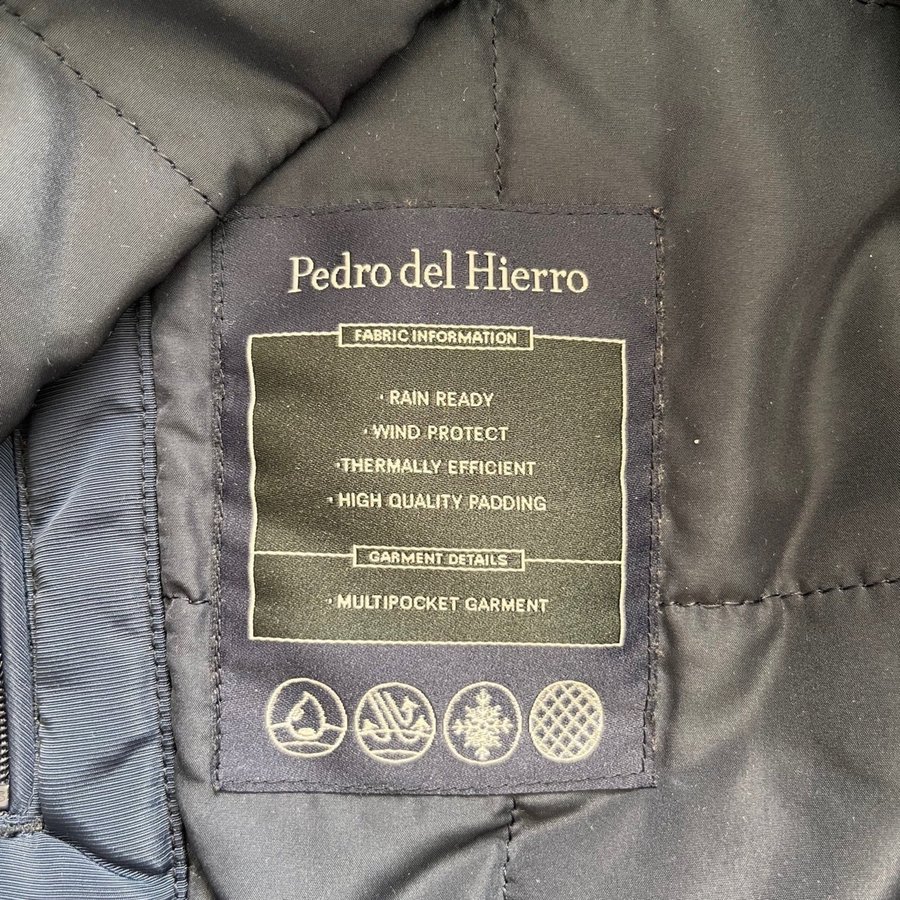 Pedro del Hierro
FABRIC INFORMATION
• RAIN READY
• WIND PROTECT
• THERMALLY EFFICIENT
• HIGH QUALITY PADDING
GARMENT DETAILS
• MULTIPOCKET GARMENT